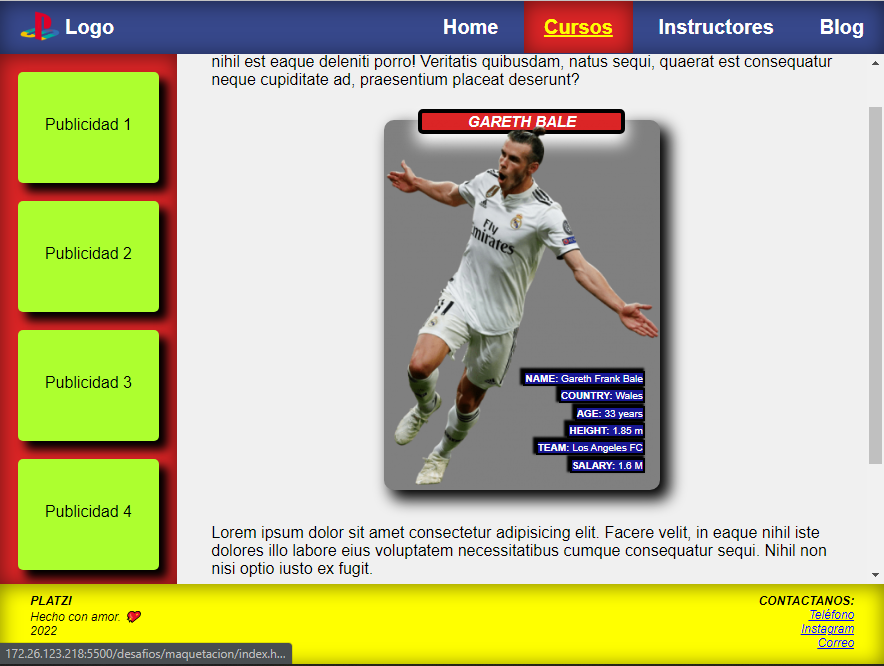 Logo
Home
Cursos
Instructores
Blog
Publicidad 1
Publicidad 2
Publicidad 3
Publicidad 4
nihil est eaque deleniti porro! Veritatis quibusdam, natus sequi, quaerat est consequatur
neque cupiditate ad, praesentium placeat deserunt?
GARETH BALE
Fly
Emirates
NAME: Gareth Frank Bale
COUNTRY: Wales
AGE: 33 years
HEIGHT: 1.85 m
TEAM: Los Angeles FC
SALARY: 1.6 M
Lorem ipsum dolor sit amet consectetur adipisicing elit. Facere velit, in eaque nihil iste
dolores illo labore eius voluptatem necessitatibus cumque consequatur sequi. Nihil non
nisi optio iusto ex fugit.
PLATZI
Hecho con amor.
2022
CONTACTANOS:
Teléfono
Instagram
Correo
172.26.123.218:5500/desafios/maquetacion/index.h...